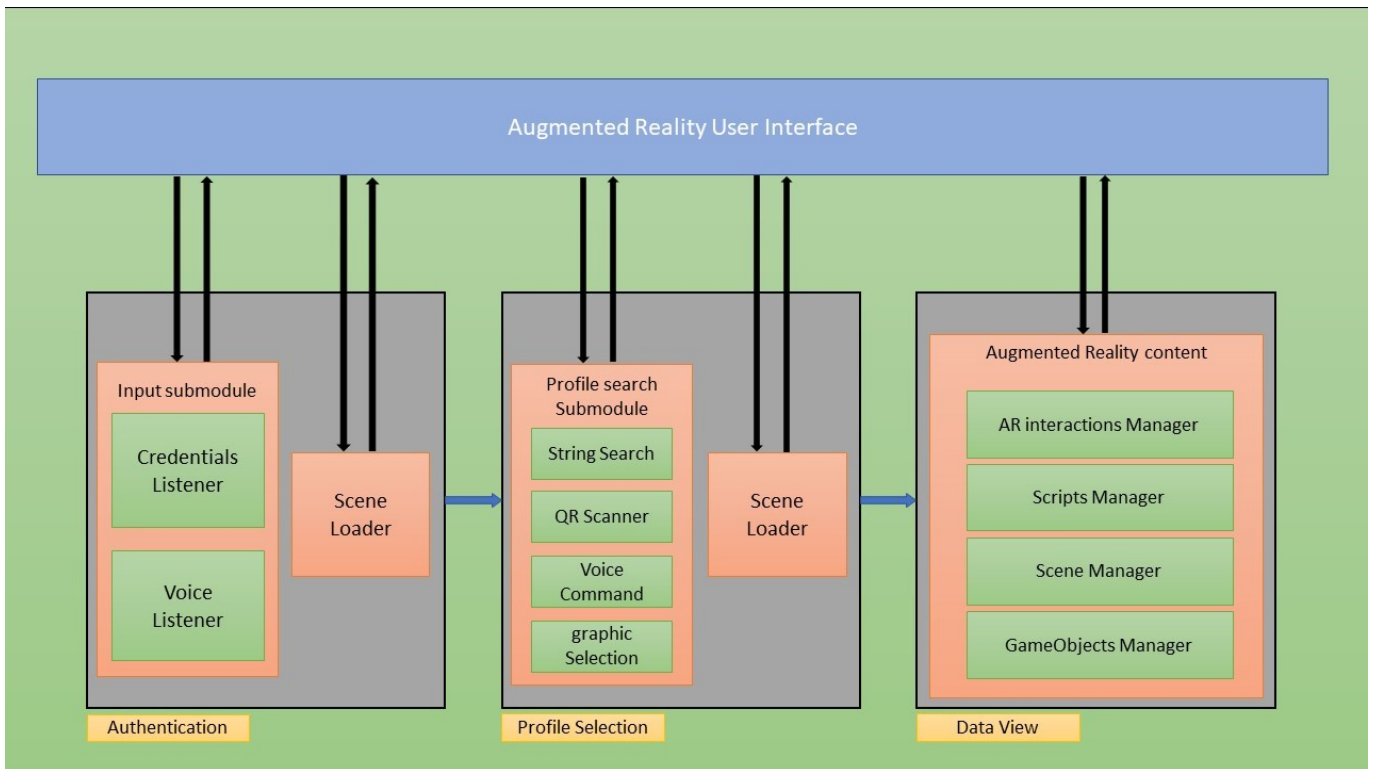 Augmented Reality User Interface
Input submodule
Credentials
Listener
Voice
Listener
Scene
Loader
Authentication
Profile search
Submodule
String Search
QR Scanner
Voice
Command
graphic
Selection
Scene
Loader
Profile Selection
Augmented Reality content
AR interactions Manager
Scripts Manager
Scene Manager
GameObjects Manager
Data View